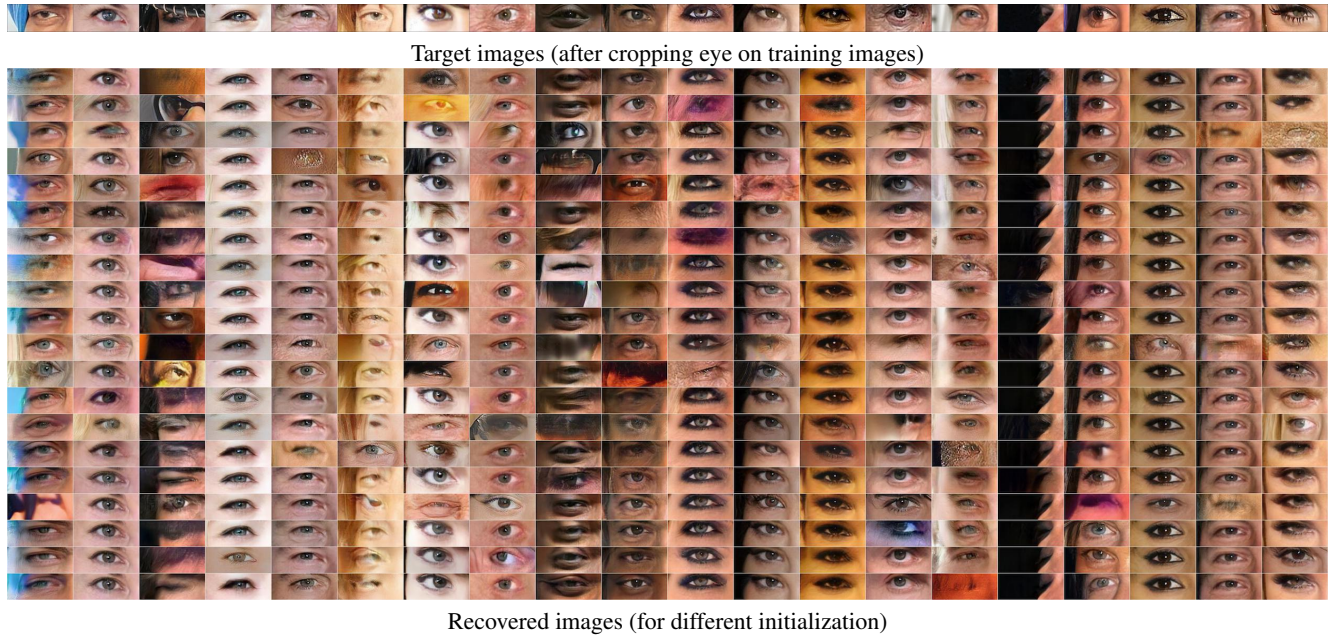 Target images (after cropping eye on training images)
Recovered images (for different initialization)